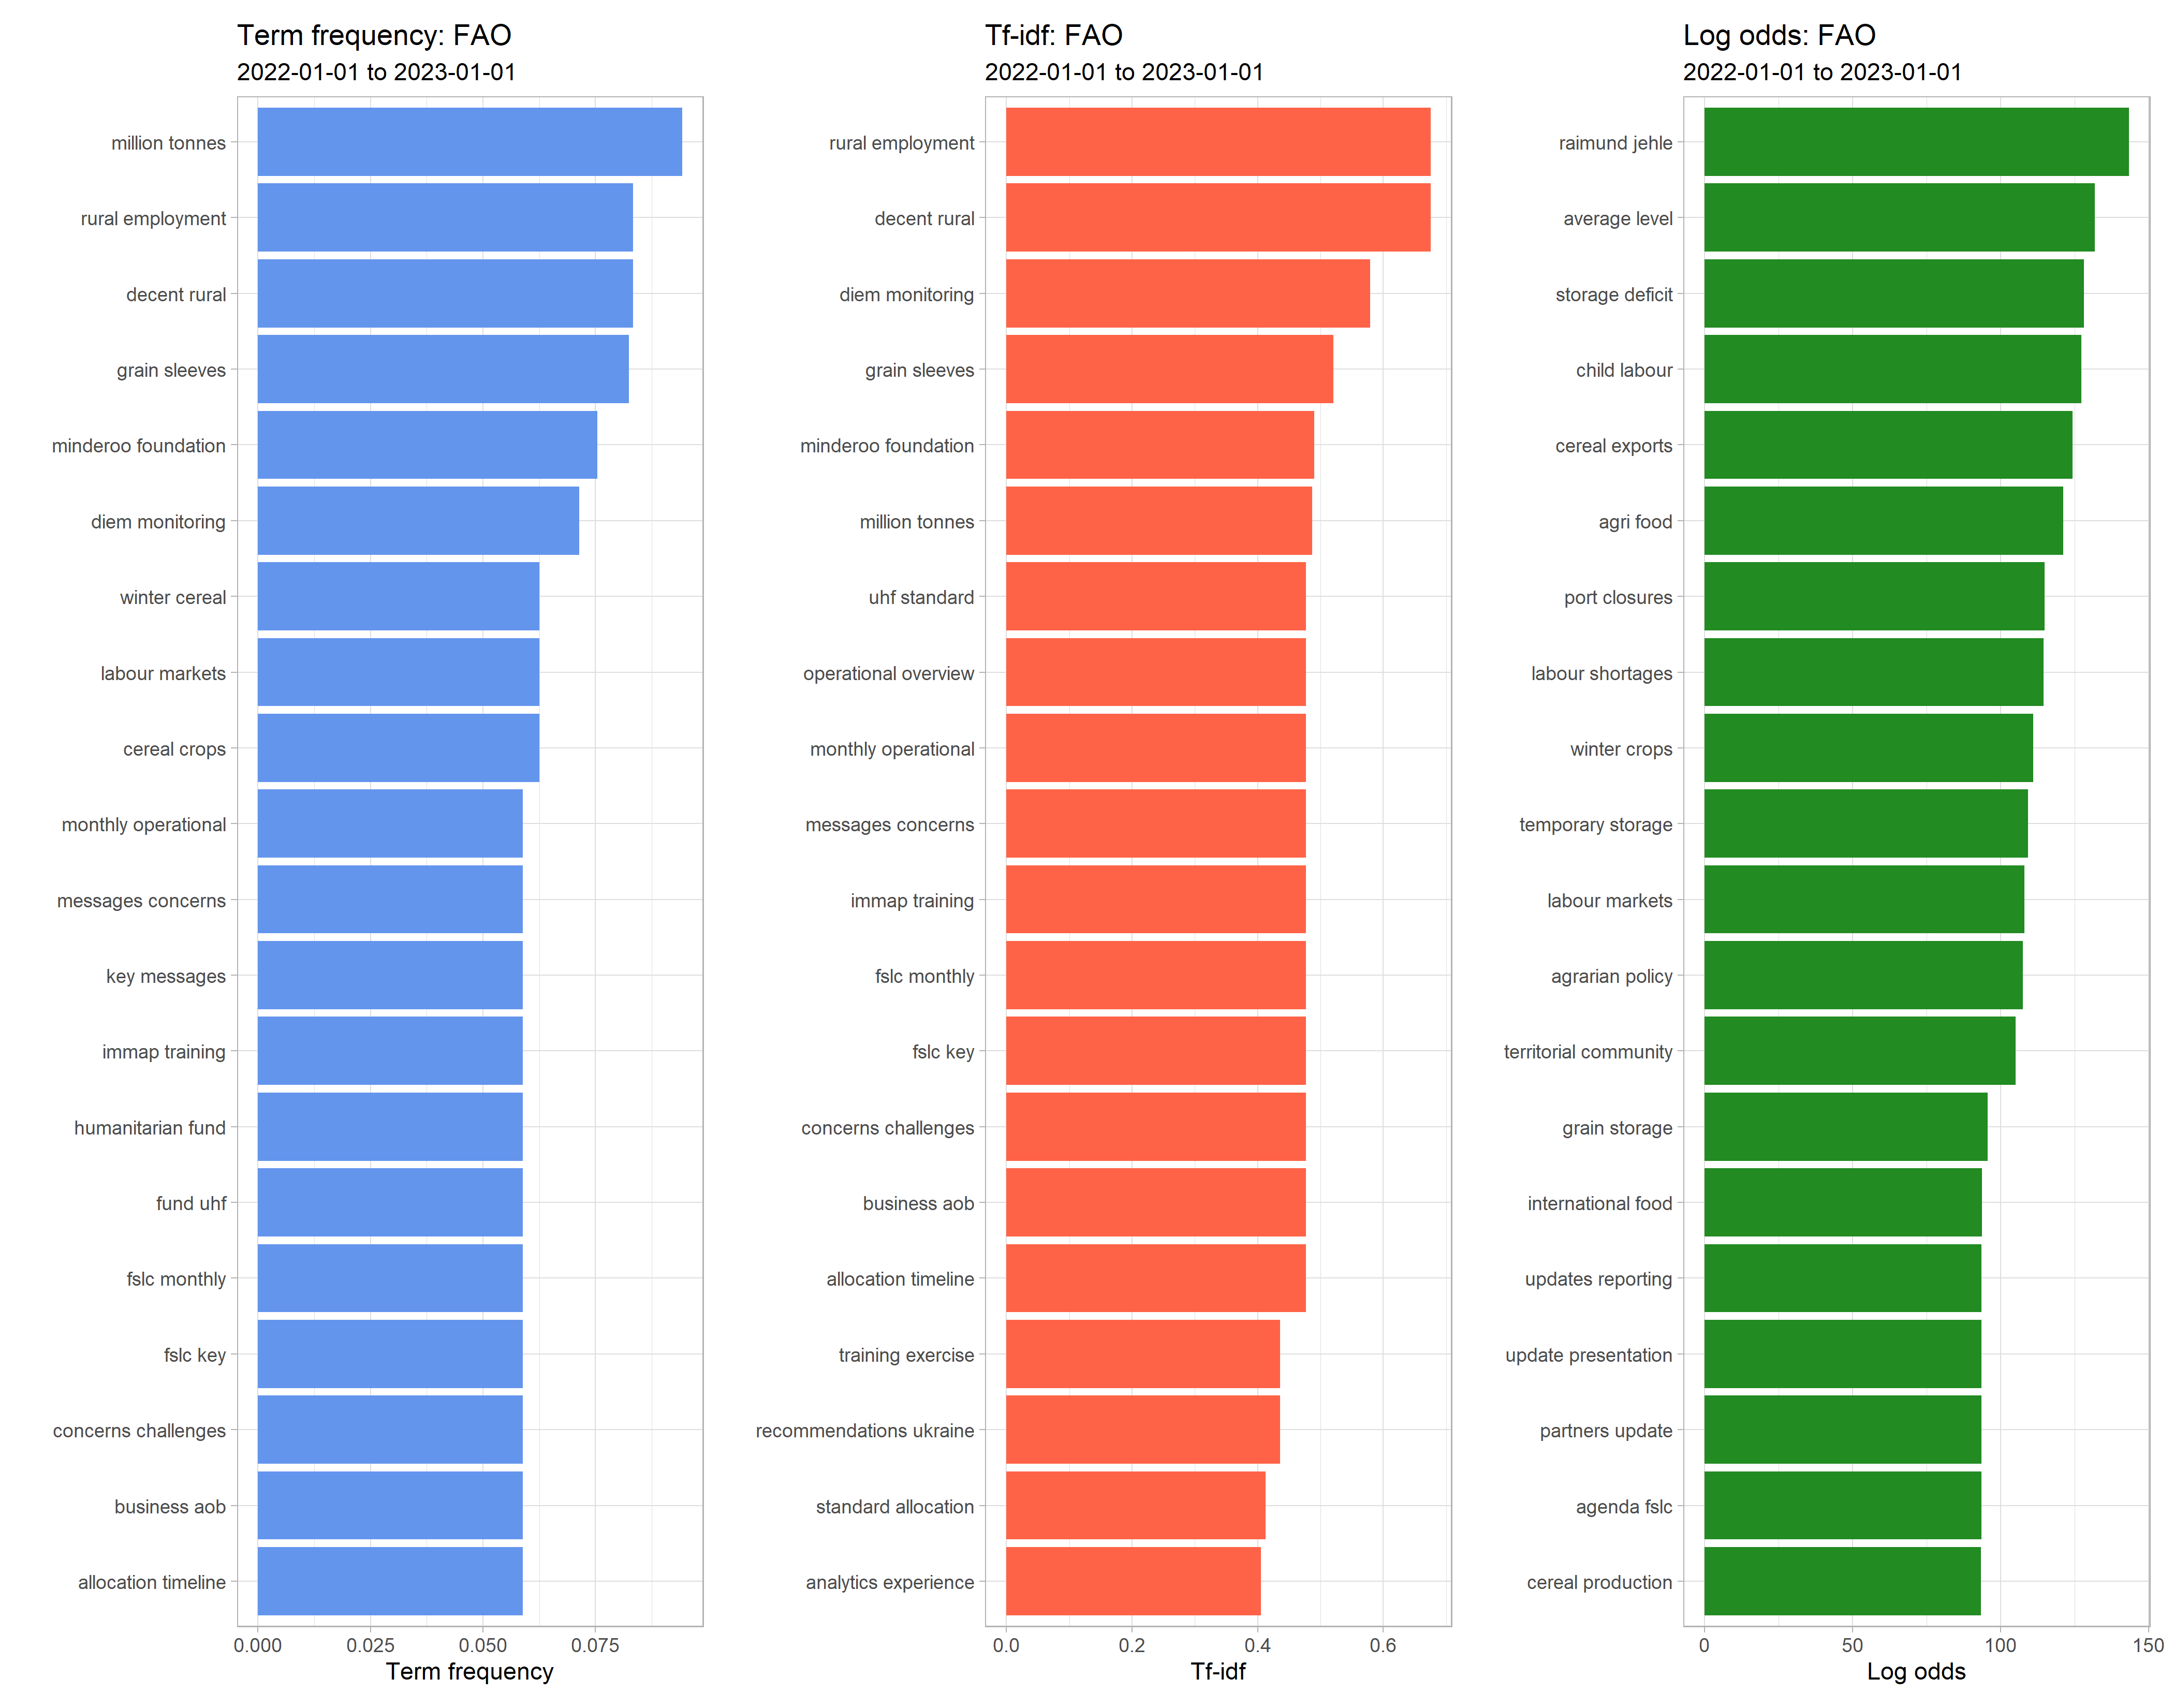 Term frequency: FAO
2022-01-01 to 2023-01-01
million tonnes
rural employment
decent rural
grain sleeves
minderoo foundation
diem monitoring
winter cereal
labour markets
cereal crops
monthly operational
messages concerns
key messages
immap training
humanitarian fund
fund uhf
fslc monthly
fslc key
concerns challenges
business aob
allocation timeline
0.000 0.025 0.050 0.075
Term frequency
Tf-idf: FAO
2022-01-01 to 2023-01-01
rural employment
decent rural
diem monitoring
grain sleeves
minderoo foundation
million tonnes
uhf standard
operational overview
monthly operational
messages concerns
immap training
fslc monthly
fslc key
concerns challenges
business aob
allocation timeline
training exercise
recommendations ukraine
standard allocation
analytics experience
0.0 0.2 0.4 0.6
Tf-idf
Log odds: FAO
2022-01-01 to 2023-01-01
raimund jehle
average level
storage deficit
child labour
cereal exports
agri food
port closures
labour shortages
winter crops
temporary storage
labour markets
agrarian policy
territorial community
grain storage
international food
updates reporting
update presentation
partners update
agenda fslc
cereal production
0 50 100 150
Log odds